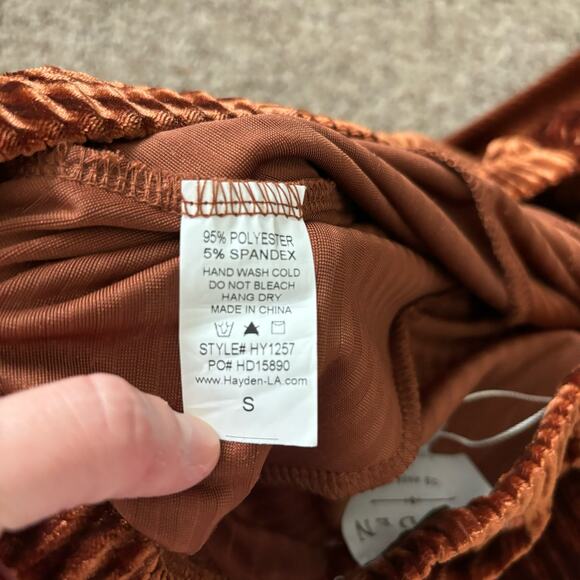 95% POLYESTER
5% SPANDEX
HAND WASH COLD
DO NOT BLEACH
HANG DRY
MADE IN CHINA
STYLE# HY1257
PO# HD15890
www.Hayden-LA.com
S